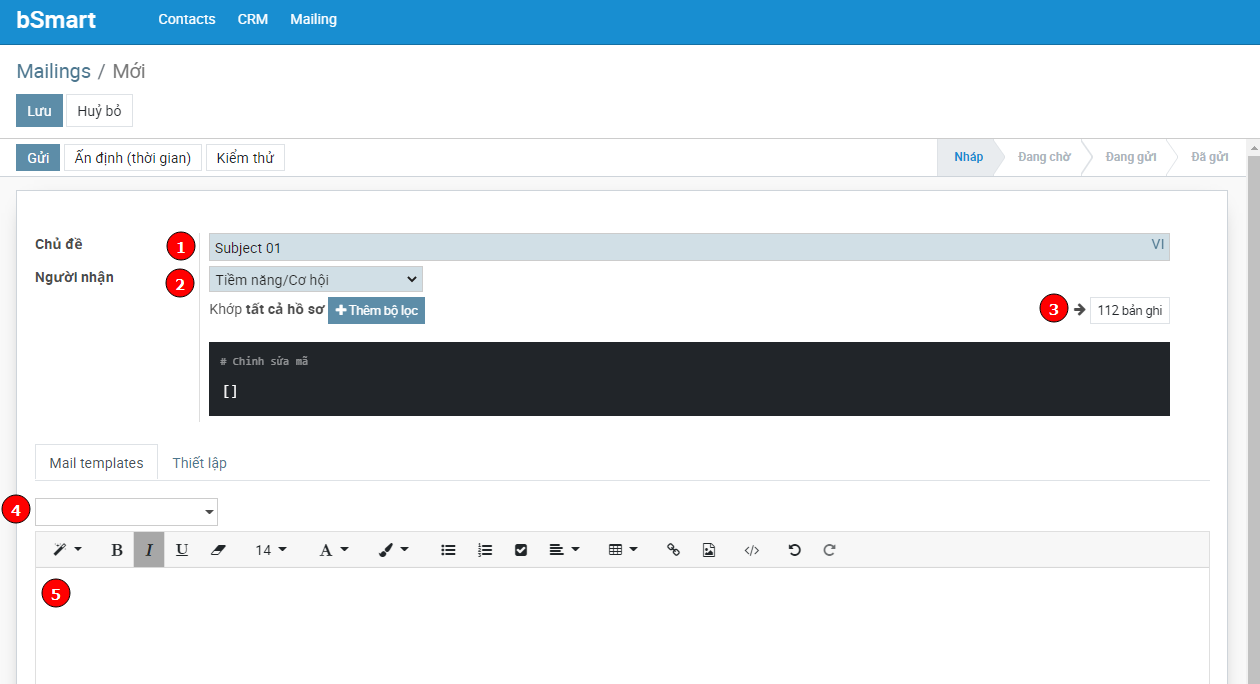 bSmart Contacts CRM Mailing
Mailings / Mới
Lưu Huỷ bỏ
Gửi Ấn định (thời gian) Kiểm thử Nháp Đang chờ Đang gửi Đã gửi
Chủ đề 1 Subject 01 VI
Người nhận 2 Tiềm năng/Cơ hội
Khớp tất cả hồ sơ Thêm bộ lọc 3 112 bản ghi
# Chỉnh sửa mã
[]
Mail templates Thiết lập
4
B I U 14 A </>
5